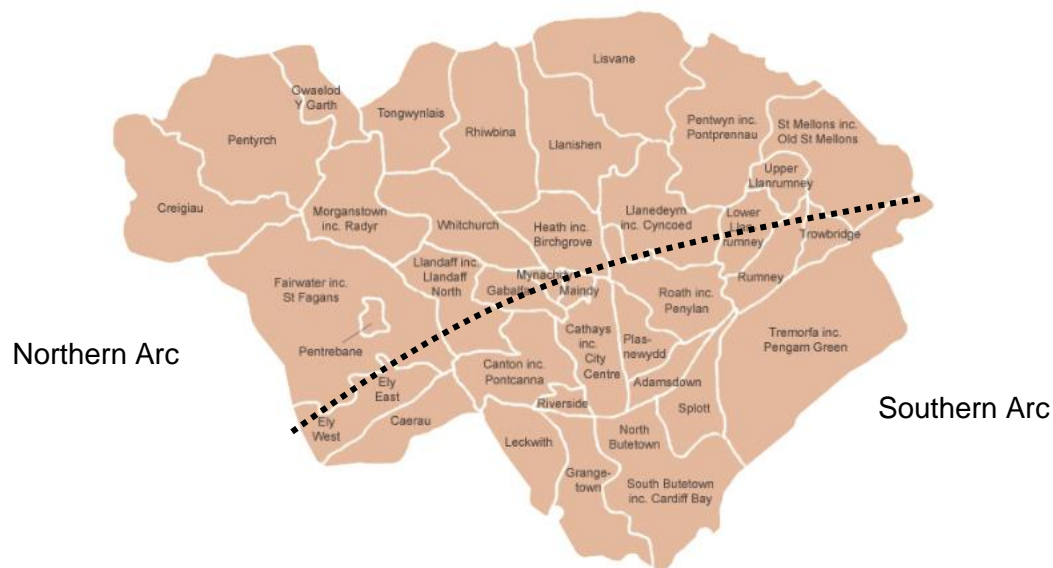 Lisvane
Gwaelod
Y Garth
Tongwynlais
Rhiwbina
Pentwyn inc.
Pontprennau
St Mellons inc.
Old St Mellons
Pentyrch
Llanishen
Upper
Llanrumney
Creigiau
Morganstown
inc. Radyr
Whitchurch
Heath inc.
Birchgrove
Llanedeyrn
inc. Cyncoed
Lower
Llan
rumney
Trowbridge
Llandaff inc.
Llandaff
North
Fairwater inc.
St Fagans
Mynachdy
Gabalfa
Maindy
Rumney
Roath inc.
Penylan
Northern Arc
Pentrebane
Cathays
inc.
City
Centre
Plas-
newydd
Tremorfa inc.
Pengam Green
Canton inc.
Pontcanna
Ely
East
Adamsdown
Riverside
Splott
Southern Arc
Ely
West
Caerau
Leckwith
North
Butetown
Grange-
town
South Butetown
inc. Cardiff Bay